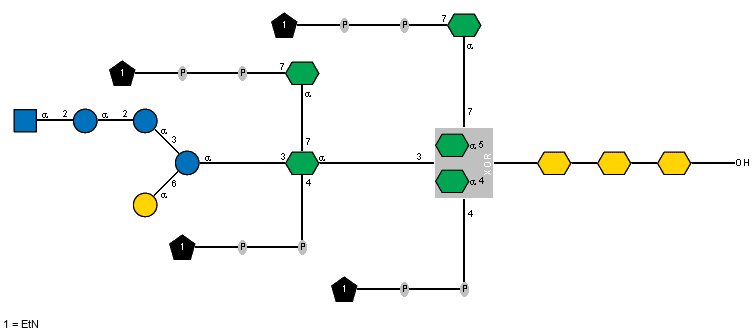 1 P P 7
α
1 P P 7
α 7
α 2 α 2
α 3
α 3 α 3 α 5 XOR OH
7
6 α 4 α 4
4
1 P P
1 P P
1 = EtN